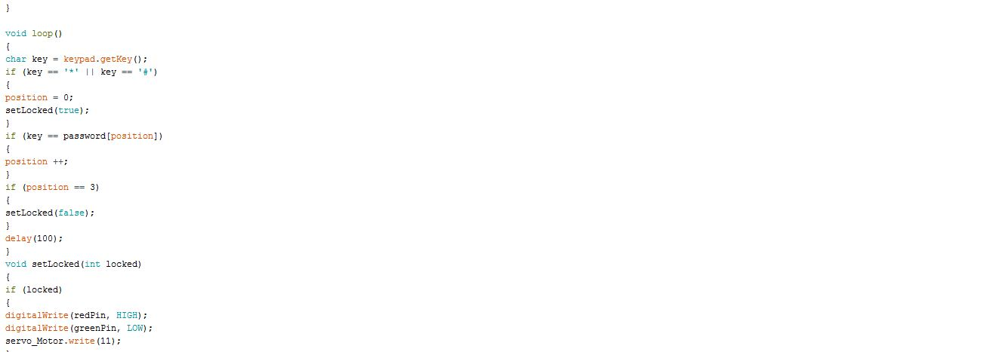 }
void loop()
{
char key = keypad.getKey();
if (key == '*' || key == '#')
{
position = 0;
setLocked(true);
}
if (key == password[position])
{
position ++;
}
if (position == 3)
{
setLocked(false);
}
delay(100);
}
void setLocked(int locked)
{
if (locked)
{
digitalWrite(redPin, HIGH);
digitalWrite(greenPin, LOW);
servo_Motor.write(11);